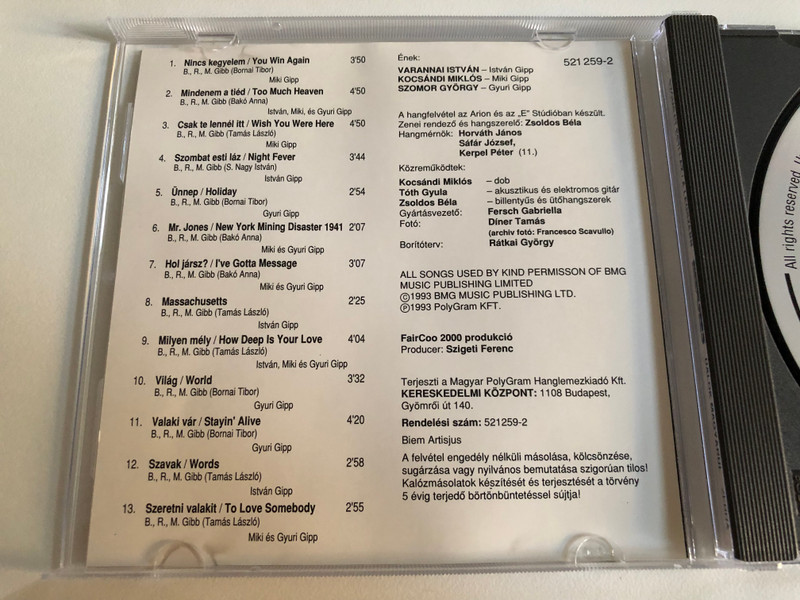 1. Nincs kegyelem / You Win Again 3'50
B., R., M. Gibb (Bornai Tibor)
Miki Gipp
2. Mindenem a tiéd / Too Much Heaven 4'50
B., R., M. Gibb (Bakó Anna)
István, Miki, és Gyuri Gipp
3. Csak te lennél itt / Wish You Were Here 4'50
B., R., M. Gibb (Tamás László)
Miki Gipp
4. Szombat esti láz / Night Fever 3'44
B., R., M. Gibb (S. Nagy István)
István Gipp
5. Ünnep / Holiday 2'54
B., R., M. Gibb (Bornai Tibor)
Gyuri Gipp
6. Mr. Jones / New York Mining Disaster 1941 2'07
B., R., M. Gibb (Bakó Anna)
Miki és Gyuri Gipp
7. Hol jársz? / I've Gotta Message 3'07
B., R., M. Gibb (Bakó Anna)
Miki és Gyuri Gipp
8. Massachusetts 2'25
B., R., M. Gibb (Tamás László)
István Gipp
9. Milyen mély / How Deep Is Your Love 4'04
B., R., M. Gibb (Tamás László)
István, Miki és Gyuri Gipp
10. Világ / World 3'32
B., R., M. Gibb (Bornai Tibor)
Gyuri Gipp
11. Valaki vár / Stayin' Alive 4'20
B., R., M. Gibb (Bornai Tibor)
Gyuri Gipp
12. Szavak / Words 2'58
B., R., M. Gibb (Tamás László)
István Gipp
13. Szeretni valakit / To Love Somebody 2'55
B., R., M. Gibb (Tamás László)
Miki és Gyuri Gipp
Ének: 521 259-2
VARANNAI ISTVÁN – István Gipp
KOCSÁNDI MIKLÓS – Miki Gipp
SZOMOR GYÖRGY – Gyuri Gipp
A hangfelvétel az Arion és az „E" Stúdióban készült.
Zenei rendező és hangszerelő: Zsoldos Béla
Hangmérnök: Horváth János
Sáfár József,
Kerpel Péter (11.)
Közreműködtek:
Kocsándi Miklós – dob
Tóth Gyula – akusztikus és elektromos gitár
Zsoldos Béla – billentyűs és ütőhangszerek
Gyártásvezető: Fersch Gabriella
Fotó: Díner Tamás
(archiv fotó: Francesco Scavullo)
Borítóterv: Rátkai György
ALL SONGS USED BY KIND PERMISSON OF BMG
MUSIC PUBLISHING LIMITED
©1993 BMG MUSIC PUBLISHING LTD.
℗1993 PolyGram KFT.
FairCoo 2000 produkció
Producer: Szigeti Ferenc
Terjeszti a Magyar PolyGram Hanglemezkiadó Kft.
KERESKEDELMI KÖZPONT: 1108 Budapest,
Gyömrői út 140.
Rendelési szám: 521259-2
Biem Artisjus
A felvétel engedély nélküli másolása, kölcsönzése,
sugárzása vagy nyilvános bemutatása szigorúan tilos!
Kalózmásolatok készítését és terjesztését a törvény
5 évig terjedő börtönbüntetéssel sújtja!
All rights reserved.